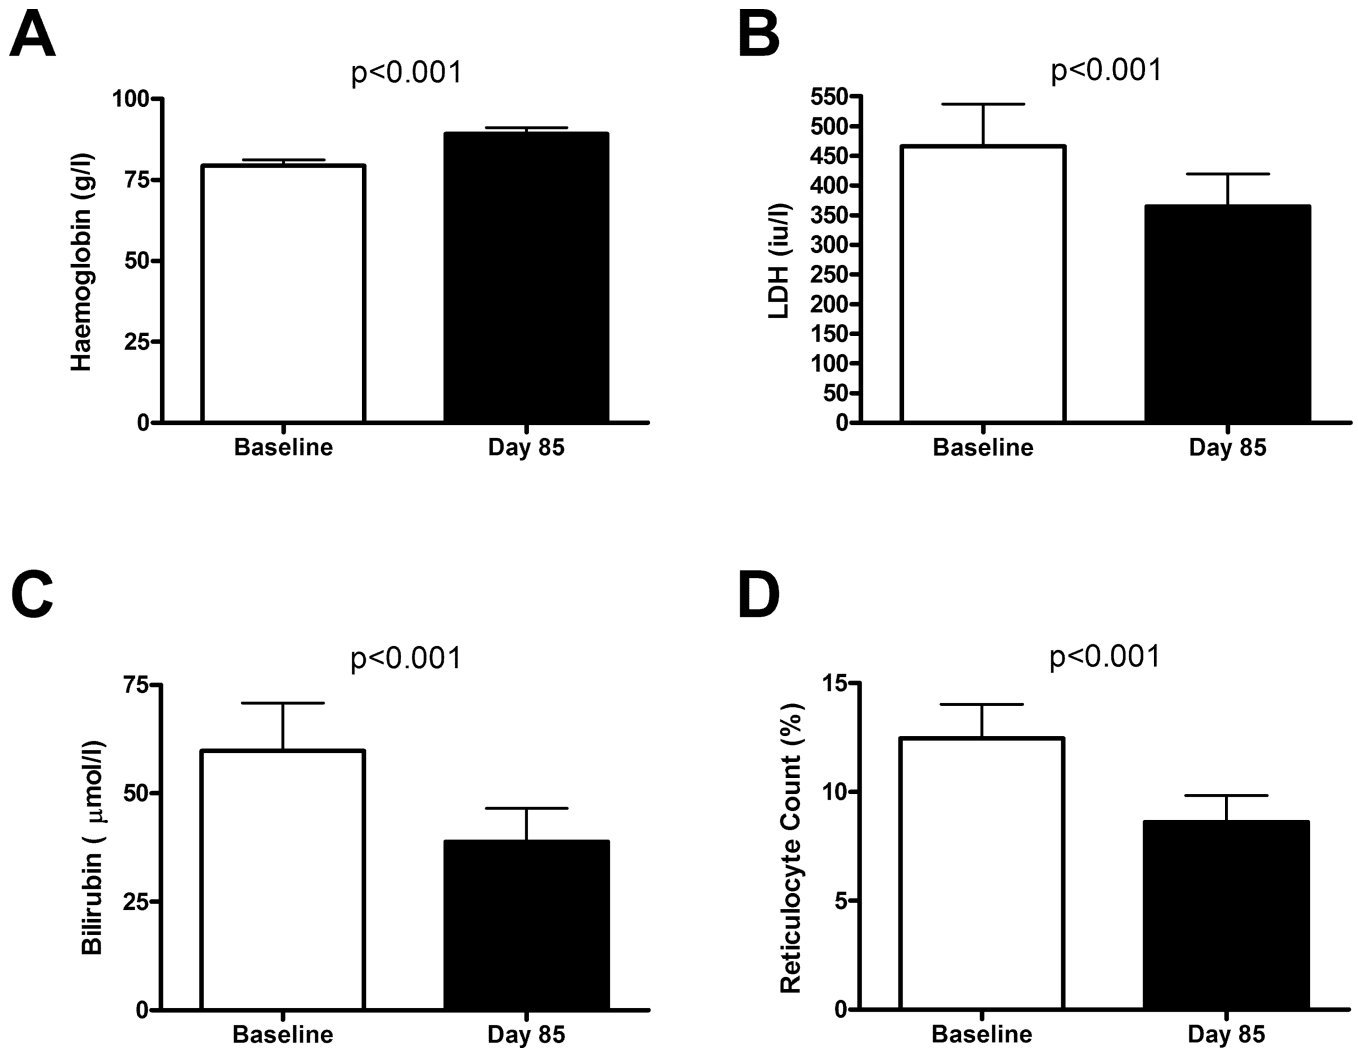 A
p<0.001
Haemoglobin (g/l)
100
75
50
25
0
Baseline
Day 85
B
p<0.001
LDH (iu/l)
550
500
450
400
350
300
250
200
150
100
50
0
Baseline
Day 85
C
p<0.001
Bilirubin ( μmol/l)
75
50
25
0
Baseline
Day 85
D
p<0.001
Reticulocyte Count (%)
15
10
5
0
Baseline
Day 85